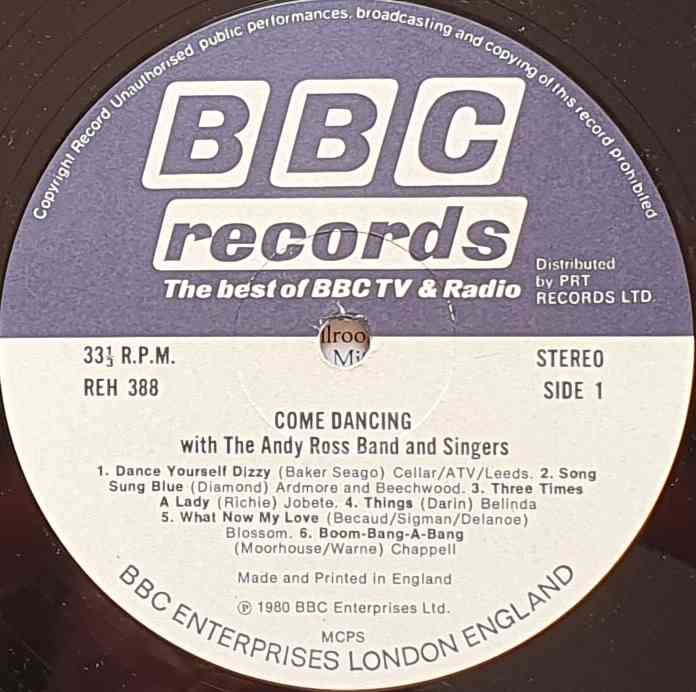 Copyright Record Unauthorised public performances, broadcasting and copying of this record prohibited
BBC
records
The best of BBC TV & Radio
Distributed
by PRT
RECORDS LTD.
33⅓ R.P.M.
REH 388
STEREO
SIDE 1
COME DANCING
with The Andy Ross Band and Singers
1. Dance Yourself Dizzy (Baker Seago) Cellar/ATV/Leeds. 2. Song
Sung Blue (Diamond) Ardmore and Beechwood. 3. Three Times
A Lady (Richie) Jobete. 4. Things (Darin) Belinda
5. What Now My Love (Becaud/Sigman/Delanoe)
Blossom. 6. Boom-Bang-A-Bang
(Moorhouse/Warne) Chappell
Made and Printed in England
℗ 1980 BBC Enterprises Ltd.
MCPS
BBC ENTERPRISES LONDON ENGLAND